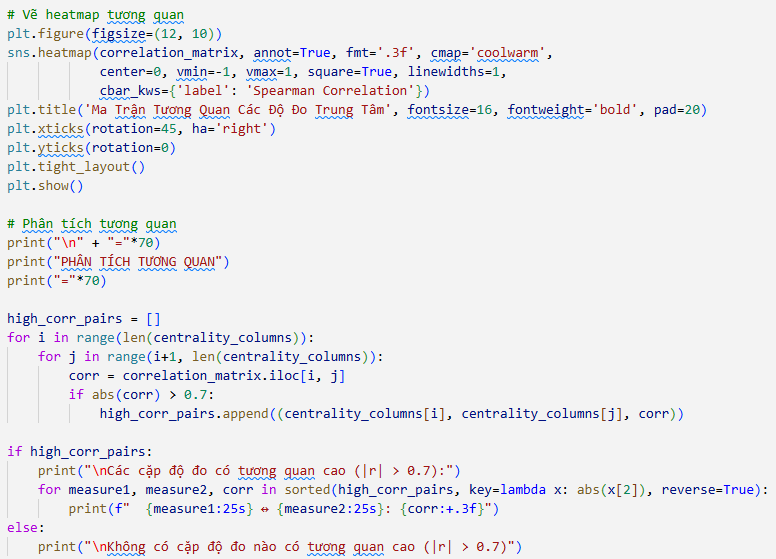 # Vẽ heatmap tương quan
plt.figure(figsize=(12, 10))
sns.heatmap(correlation_matrix, annot=True, fmt='.3f', cmap='coolwarm',
            center=0, vmin=-1, vmax=1, square=True, linewidths=1,
            cbar_kws={'label': 'Spearman Correlation'})
plt.title('Ma Trận Tương Quan Các Độ Đo Trung Tâm', fontsize=16, fontweight='bold', pad=20)
plt.xticks(rotation=45, ha='right')
plt.yticks(rotation=0)
plt.tight_layout()
plt.show()

# Phân tích tương quan
print("\n" + "="*70)
print("PHÂN TÍCH TƯƠNG QUAN")
print("="*70)

high_corr_pairs = []
for i in range(len(centrality_columns)):
    for j in range(i+1, len(centrality_columns)):
        corr = correlation_matrix.iloc[i, j]
        if abs(corr) > 0.7:
            high_corr_pairs.append((centrality_columns[i], centrality_columns[j], corr))

if high_corr_pairs:
    print("\nCác cặp độ đo có tương quan cao (|r| > 0.7):")
    for measure1, measure2, corr in sorted(high_corr_pairs, key=lambda x: abs(x[2]), reverse=True):
        print(f"  {measure1:25s} ↔ {measure2:25s}: {corr:+.3f}")
else:
    print("\nKhông có cặp độ đo nào có tương quan cao (|r| > 0.7)")